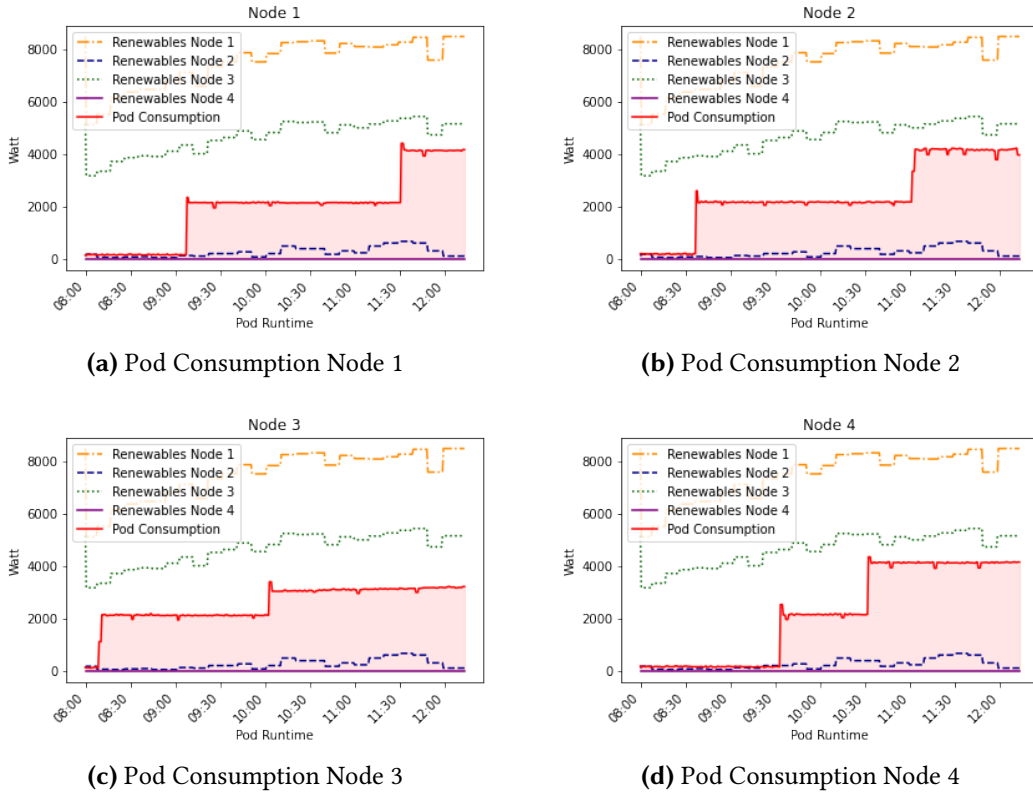 Node 1
Renewables Node 1
Renewables Node 2
Renewables Node 3
Renewables Node 4
Pod Consumption
Watt
8000
6000
4000
2000
0
08:00
08:30
09:00
09:30
10:00
10:30
11:00
11:30
12:00
Pod Runtime
(a) Pod Consumption Node 1
Node 2
Renewables Node 1
Renewables Node 2
Renewables Node 3
Renewables Node 4
Pod Consumption
Watt
8000
6000
4000
2000
0
08:00
08:30
09:00
09:30
10:00
10:30
11:00
11:30
12:00
Pod Runtime
(b) Pod Consumption Node 2
Node 3
Renewables Node 1
Renewables Node 2
Renewables Node 3
Renewables Node 4
Pod Consumption
Watt
8000
6000
4000
2000
0
08:00
08:30
09:00
09:30
10:00
10:30
11:00
11:30
12:00
Pod Runtime
(c) Pod Consumption Node 3
Node 4
Renewables Node 1
Renewables Node 2
Renewables Node 3
Renewables Node 4
Pod Consumption
Watt
8000
6000
4000
2000
0
08:00
08:30
09:00
09:30
10:00
10:30
11:00
11:30
12:00
Pod Runtime
(d) Pod Consumption Node 4